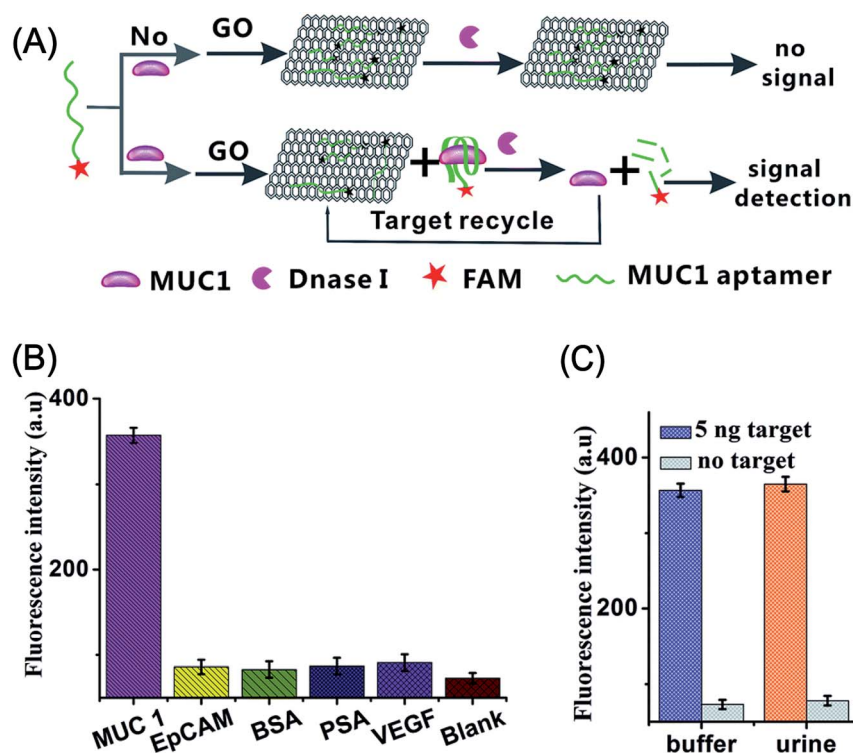 (A)
No
GO
no
signal
GO
signal
detection
Target recycle
MUC1
Dnase I
FAM
MUC1 aptamer
(B)
Fluorescence intensity (a.u)
400
200
MUC 1
EpCAM
BSA
PSA
VEGF
Blank
(C)
Fluorescence intensity (a.u)
400
200
5 ng target
no target
buffer
urine